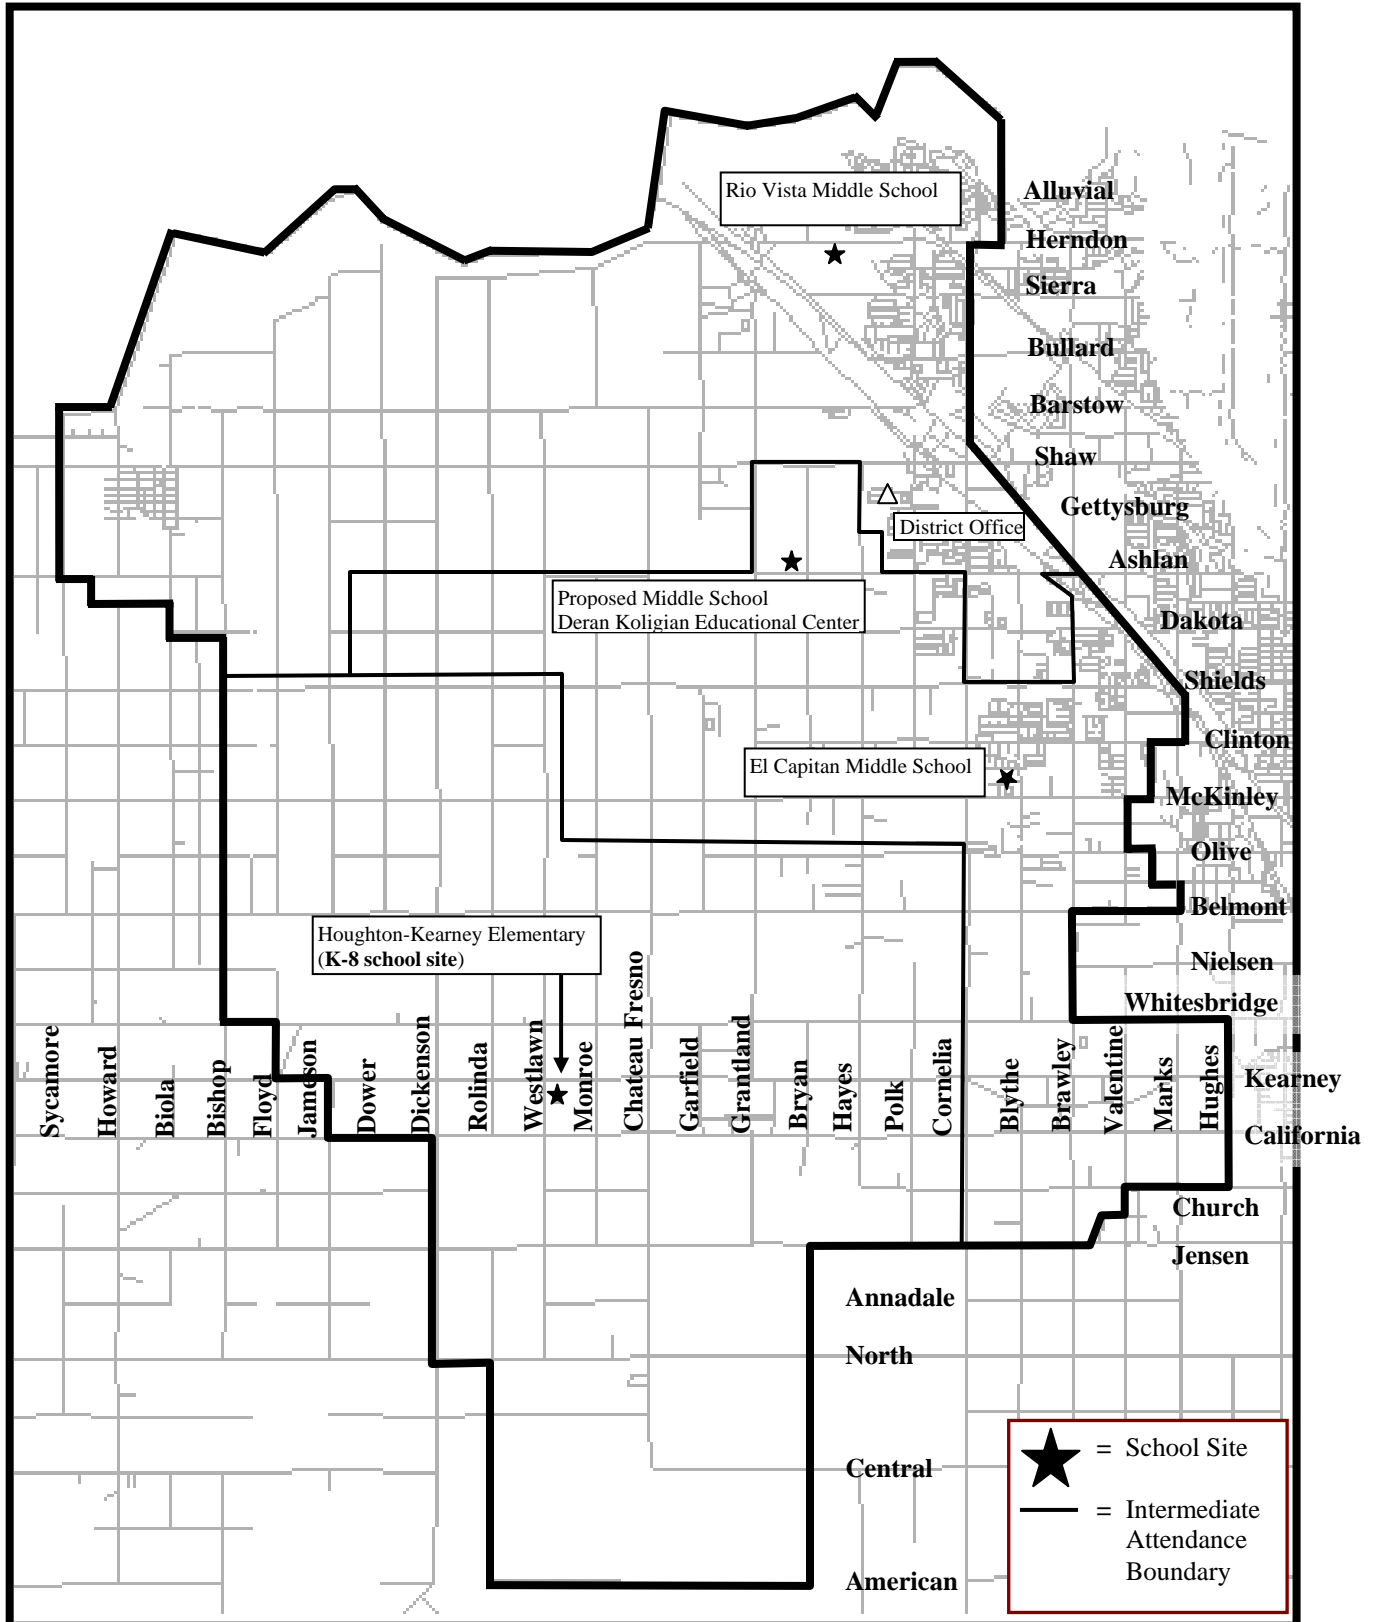 Rio Vista Middle School
Alluvial
Herndon
Sierra
Bullard
Barstow
Shaw
Gettysburg
District Office
Ashlan
Proposed Middle School
Deran Koligian Educational Center
Dakota
Shields
Clinton
El Capitan Middle School
McKinley
Olive
Belmont
Houghton-Kearney Elementary
(K-8 school site)
Nielsen
Whitesbridge
Sycamore
Howard
Biola
Bishop
Floyd
Jameson
Dower
Dickenson
Rolinda
Westlawn
Monroe
Chateau Fresno
Garfield
Grantland
Bryan
Hayes
Polk
Cornelia
Blythe
Brawley
Valentine
Marks
Hughes
Kearney
California
Church
Jensen
Annadale
North
Central
American
= School Site
= Intermediate
Attendance
Boundary